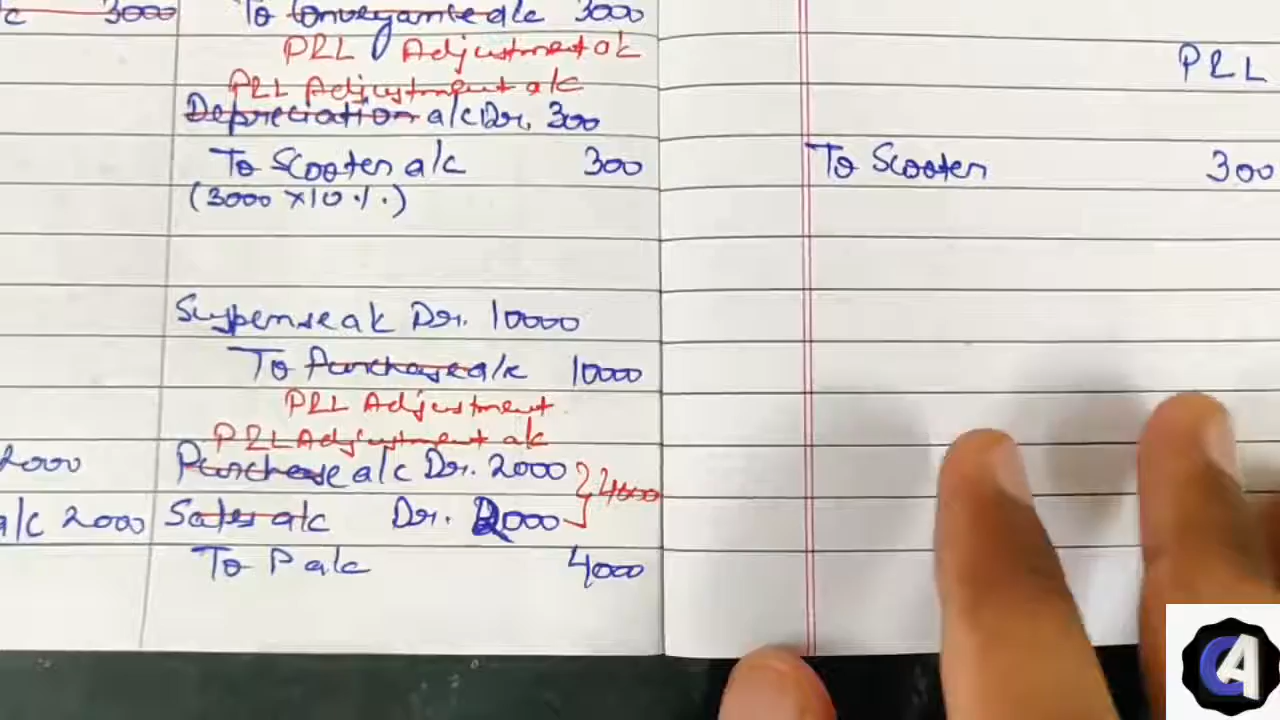 c 3000 To Conveyance a/c 3000
P&L Adjustment a/c
P&L Adjustment a/c
Depreciation a/c Dr. 300
To Scooter a/c 300
(3000 × 10 %.)
Suspense a/c Dr. 10000
To Purchase a/c 10000
P&L Adjustment
P&L Adjustment a/c
2000 Purchase a/c Dr. 2000
4000
a/c 2000 Sales a/c Dr. 2000
To P a/c 4000
P&L
To Scooter 300
CA